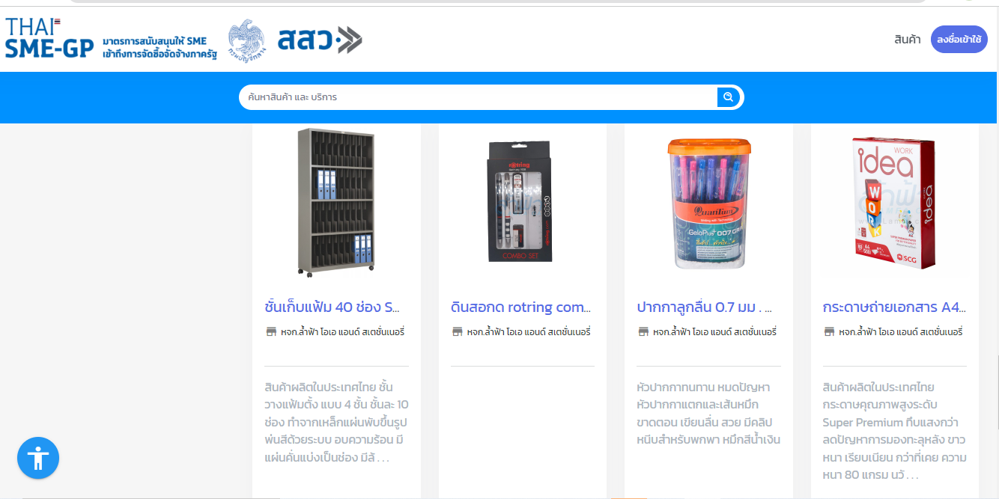 THAI
SME-GP
มาตรการสนับสนุนให้ SME
เข้าถึงการจัดซื้อจัดจ้างภาครัฐ
กรมบัญชีกลาง
สสว.
สินค้า
ลงชื่อเข้าใช้
ค้นหาสินค้า และ บริการ
rotring
COMBO SET
Quantum
GeloPlus 007 GRIP
WORK
idea
WORK
idea
SUPER PREMIUM PAPER
80
A4
500
SCG
ชั้นเก็บแฟ้ม 40 ช่อง S...
ดินสอกด rotring com...
ปากกาลูกลื่น 0.7 มม . ...
กระดาษถ่ายเอกสาร A4...
หจก.ล้ำฟ้า โอเอ แอนด์ สเตชั่นเนอรี่
หจก.ล้ำฟ้า โอเอ แอนด์ สเตชั่นเนอรี่
หจก.ล้ำฟ้า โอเอ แอนด์ สเตชั่นเนอรี่
หจก.ล้ำฟ้า โอเอ แอนด์ สเตชั่นเนอรี่
สินค้าผลิตในประเทศไทย ชั้น
วางแฟ้มตั้ง แบบ 4 ชั้น ชั้นละ 10
ช่อง ทำจากเหล็กแผ่นพับขึ้นรูป
พ่นสีด้วยระบบ อบความร้อน มี
แผ่นคั่นแบ่งเป็นช่อง มีล้ . . .
หัวปากกาทนทาน หมดปัญหา
หัวปากกาแตกและเส้นหมึก
ขาดตอน เขียนลื่น สวย มีคลิป
หนีบสำหรับพกพา หมึกสีน้ำเงิน
สินค้าผลิตในประเทศไทย
กระดาษคุณภาพสูงระดับ
Super Premium ทึบแสงกว่า
ลดปัญหาการมองทะลุหลัง ขาว
หนา เรียบเนียน กว่าที่เคย ความ
หนา 80 แกรม นวั . . .